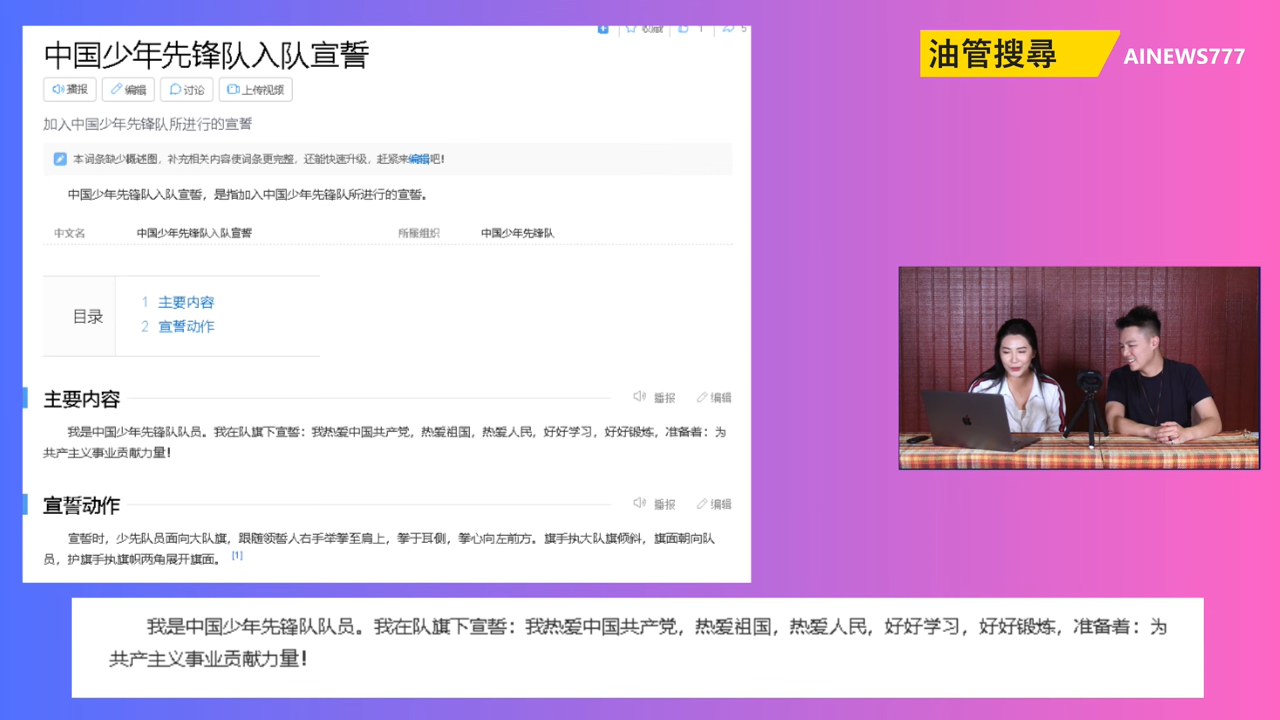 收藏 1 5
中国少年先锋队入队宣誓
油管搜尋
AINEWS777
播报 编辑 讨论 上传视频
加入中国少年先锋队所进行的宣誓
本词条缺少概述图，补充相关内容使词条更完整，还能快速升级，赶紧来编辑吧！
中国少年先锋队入队宣誓，是指加入中国少年先锋队所进行的宣誓。
中文名 中国少年先锋队入队宣誓 所属组织 中国少年先锋队
目录
1 主要内容
2 宣誓动作
主要内容 播报 编辑
我是中国少年先锋队队员。我在队旗下宣誓：我热爱中国共产党，热爱祖国，热爱人民，好好学习，好好锻炼，准备着：为
共产主义事业贡献力量！
宣誓动作 播报 编辑
宣誓时，少先队员面向大队旗，跟随领誓人右手举拳至肩上，拳于耳侧，拳心向左前方。旗手执大队旗倾斜，旗面朝向队
员，护旗手执旗帜两角展开旗面。 [1]
我是中国少年先锋队队员。我在队旗下宣誓：我热爱中国共产党，热爱祖国，热爱人民，好好学习，好好锻炼，准备着：为
共产主义事业贡献力量！